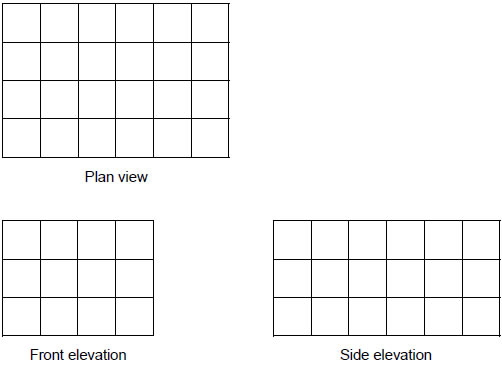 Plan view
Front elevation
Side elevation